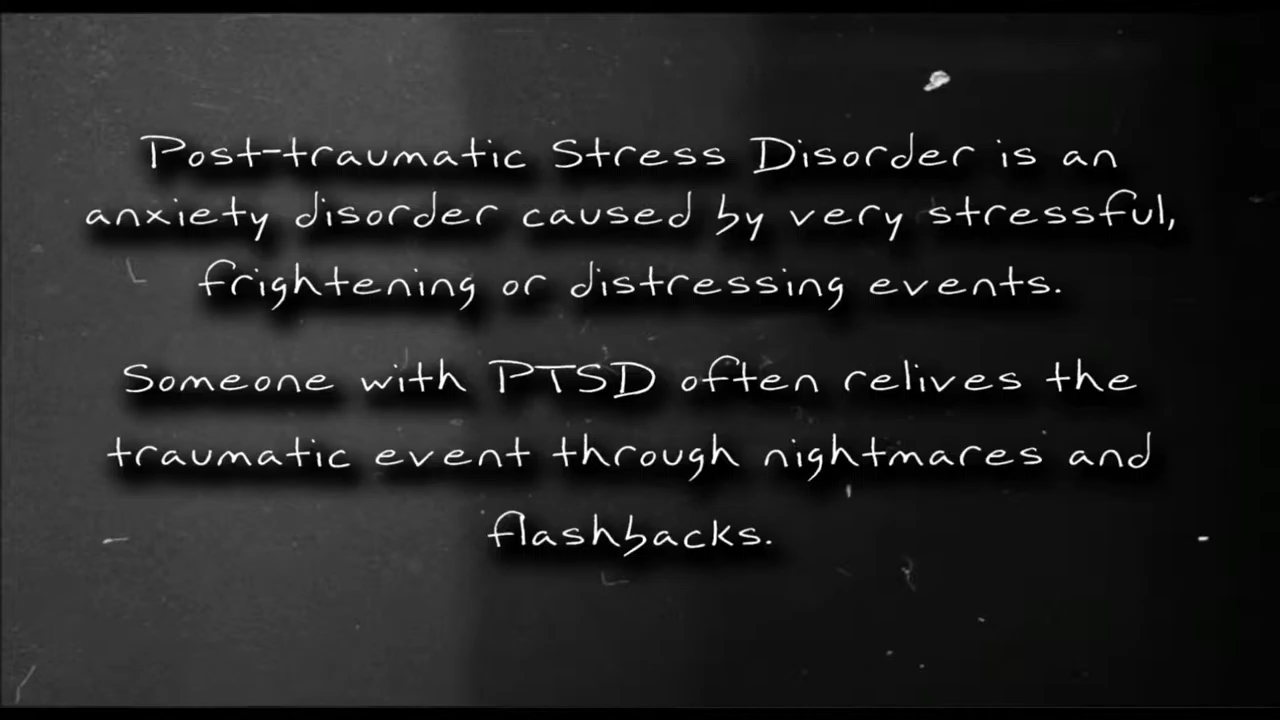 Post-traumatic Stress Disorder is an
anxiety disorder caused by very stressful,
frightening or distressing events.
Someone with PTSD often relives the
traumatic event through nightmares and
flashbacks.